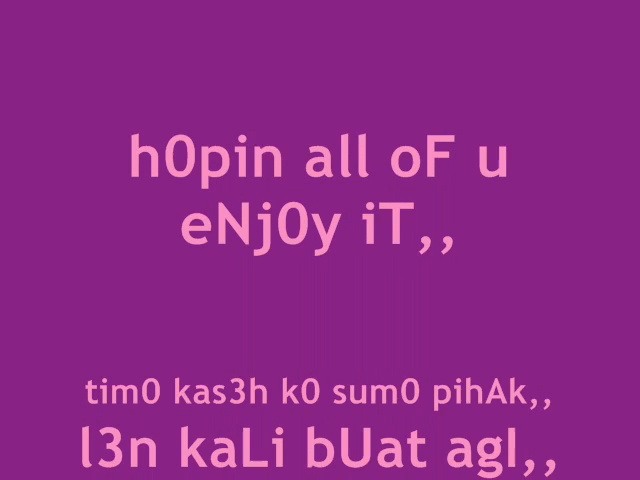 h0pin all oF u
eNj0y iT,,
tim0 kas3h k0 sum0 pihAk,,
l3n kaLi bUat agI,,